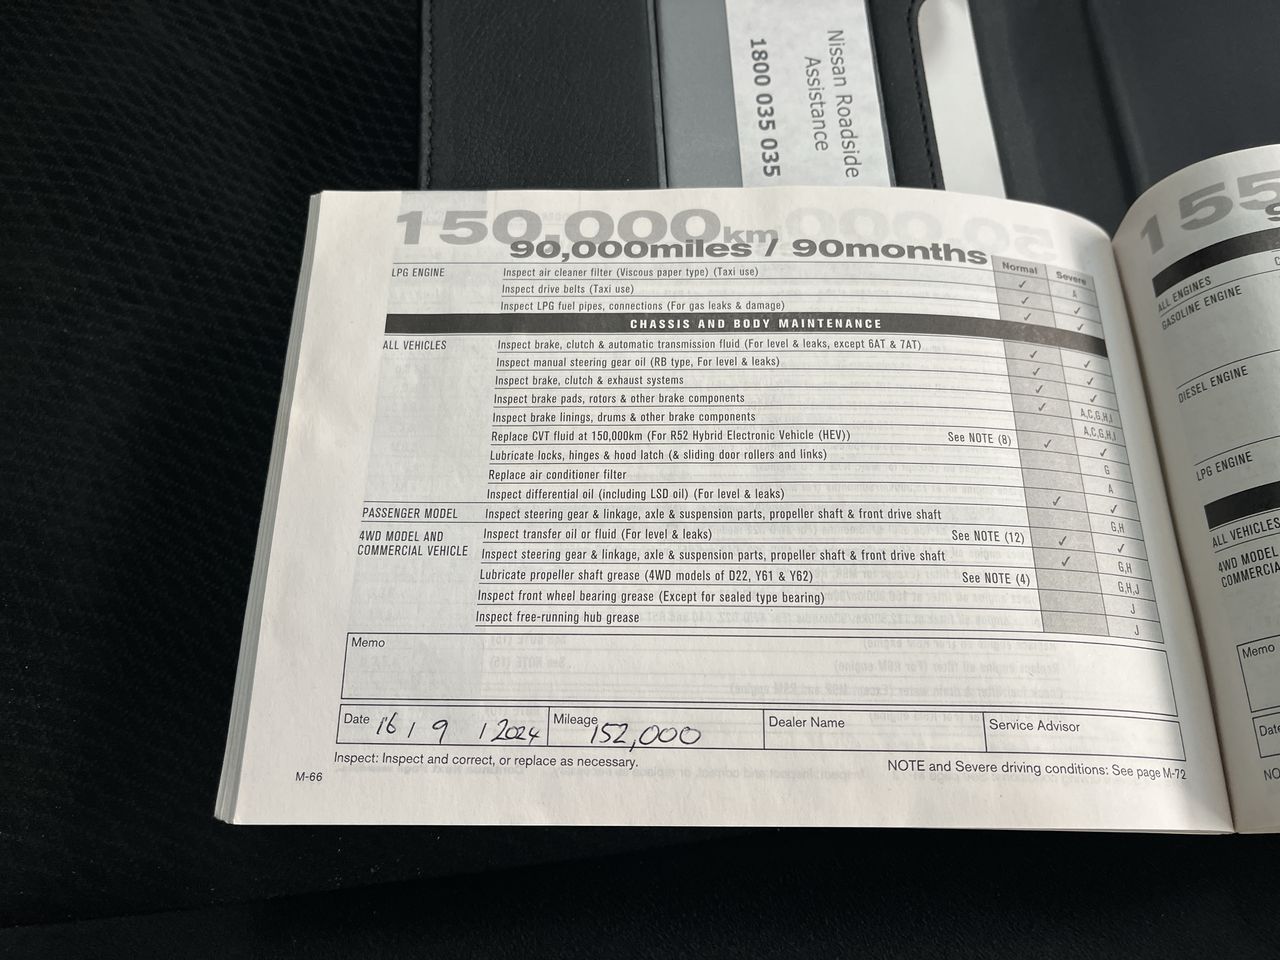 Nissan Roadside
Assistance
1800 035 035
150,000km
90,000miles / 90months
Normal Severe
LPG ENGINE Inspect air cleaner filter (Viscous paper type) (Taxi use) ✓ A
Inspect drive belts (Taxi use) ✓ ✓
Inspect LPG fuel pipes, connections (For gas leaks & damage) ✓ ✓
CHASSIS AND BODY MAINTENANCE
ALL VEHICLES Inspect brake, clutch & automatic transmission fluid (For level & leaks, except 6AT & 7AT) ✓ ✓
Inspect manual steering gear oil (RB type, For level & leaks) ✓ ✓
Inspect brake, clutch & exhaust systems ✓ ✓
Inspect brake pads, rotors & other brake components ✓ A,C,G,H,I
Inspect brake linings, drums & other brake components A,C,G,H,I
Replace CVT fluid at 150,000km (For R52 Hybrid Electronic Vehicle (HEV)) See NOTE (8) ✓ ✓
Lubricate locks, hinges & hood latch (& sliding door rollers and links) G
Replace air conditioner filter A
Inspect differential oil (including LSD oil) (For level & leaks) ✓ ✓
PASSENGER MODEL Inspect steering gear & linkage, axle & suspension parts, propeller shaft & front drive shaft G,H
4WD MODEL AND Inspect transfer oil or fluid (For level & leaks) See NOTE (12) ✓ ✓
COMMERCIAL VEHICLE Inspect steering gear & linkage, axle & suspension parts, propeller shaft & front drive shaft ✓ G,H
Lubricate propeller shaft grease (4WD models of D22, Y61 & Y62) See NOTE (4) G,H,J
Inspect front wheel bearing grease (Except for sealed type bearing) J
Inspect free-running hub grease J
Memo
Date 16 / 9 / 2024 Mileage 152,000 Dealer Name Service Advisor
Inspect: Inspect and correct, or replace as necessary.
M-66 NOTE and Severe driving conditions: See page M-72
155
ALL ENGINES
GASOLINE ENGINE
DIESEL ENGINE
LPG ENGINE
ALL VEHICLES
4WD MODEL
Memo